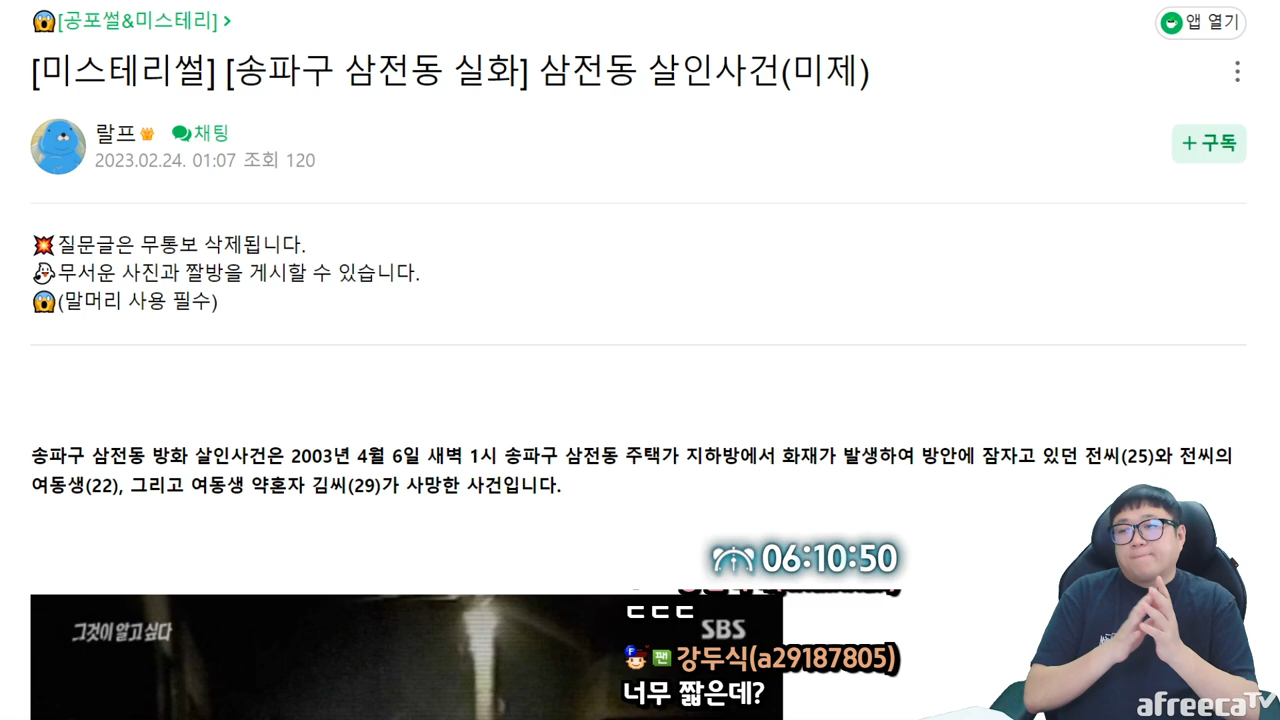 [공포썰&미스테리] >
앱 열기
[미스테리썰] [송파구 삼전동 실화] 삼전동 살인사건(미제)
랄프 채팅
2023.02.24. 01:07 조회 120
+ 구독
질문글은 무통보 삭제됩니다.
무서운 사진과 짤방을 게시할 수 있습니다.
(말머리 사용 필수)
송파구 삼전동 방화 살인사건은 2003년 4월 6일 새벽 1시 송파구 삼전동 주택가 지하방에서 화재가 발생하여 방안에 잠자고 있던 전씨(25)와 전씨의
여동생(22), 그리고 여동생 약혼자 김씨(29)가 사망한 사건입니다.
06:10:50
ㄷㄷㄷ
그것이 알고 싶다
SBS
F 팬 강두식(a29187805)
너무 짧은데?
afreecaTV